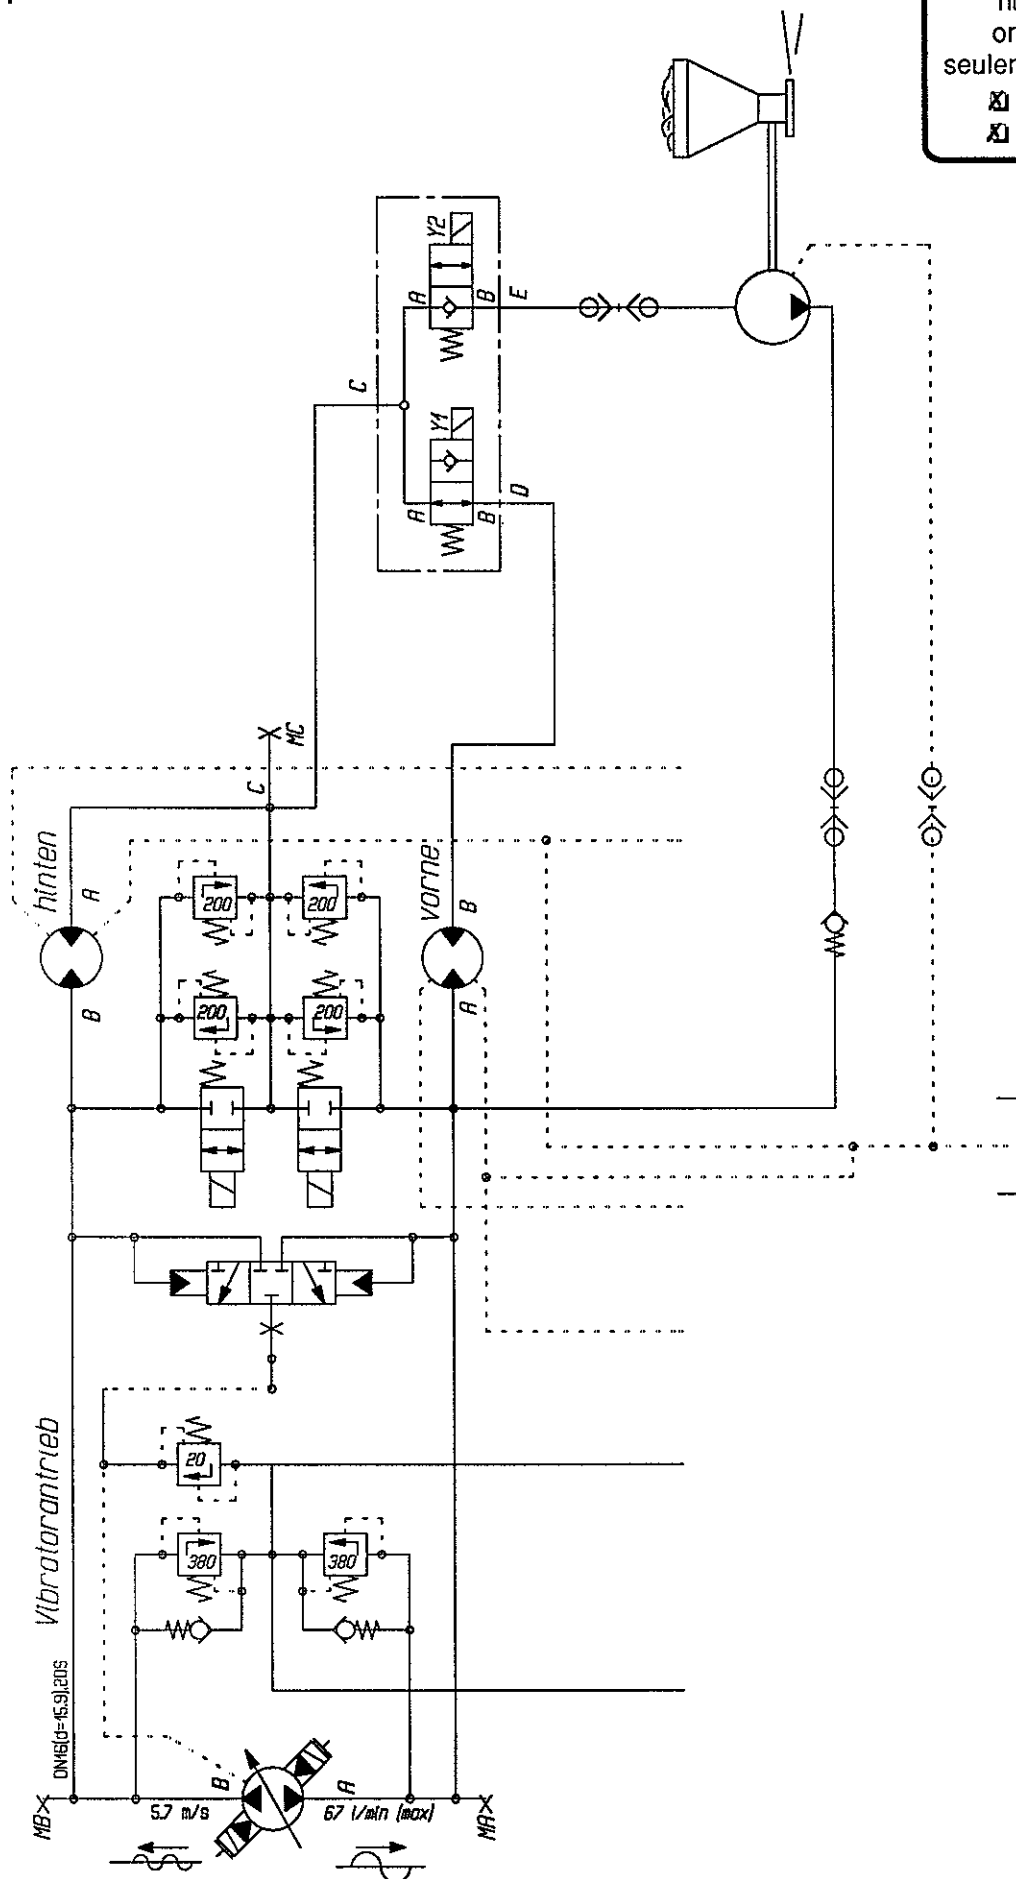 seulem
Y2
A
B
E
C
Y1
A
B
D
MC
C
hinten
A
B
200
200
200
200
vorne
B
A
Vibratorantrieb
20
380
380
DN16(d=15.9),20S
MB
B
5.7 m/s
A
67 l/min (max)
MA